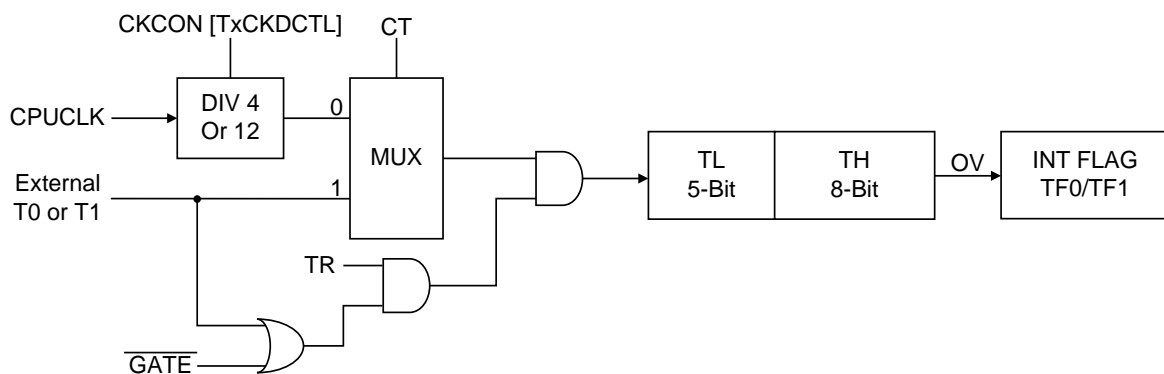 CKCON [TxCKDCTL]
CT
CPUCLK
DIV 4
Or 12
0
MUX
External
T0 or T1
1
TL
5-Bit
TH
8-Bit
OV
INT FLAG
TF0/TF1
TR
GATE